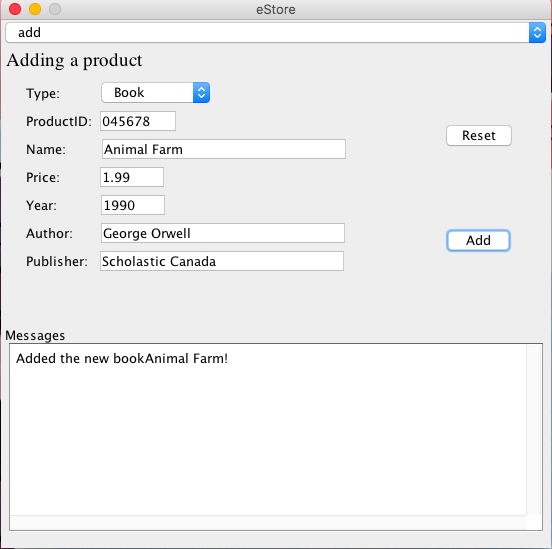 eStore
add
Adding a product
Type: Book
ProductID: 045678
Reset
Name: Animal Farm
Price: 1.99
Year: 1990
Author: George Orwell
Add
Publisher: Scholastic Canada
Messages
Added the new bookAnimal Farm!